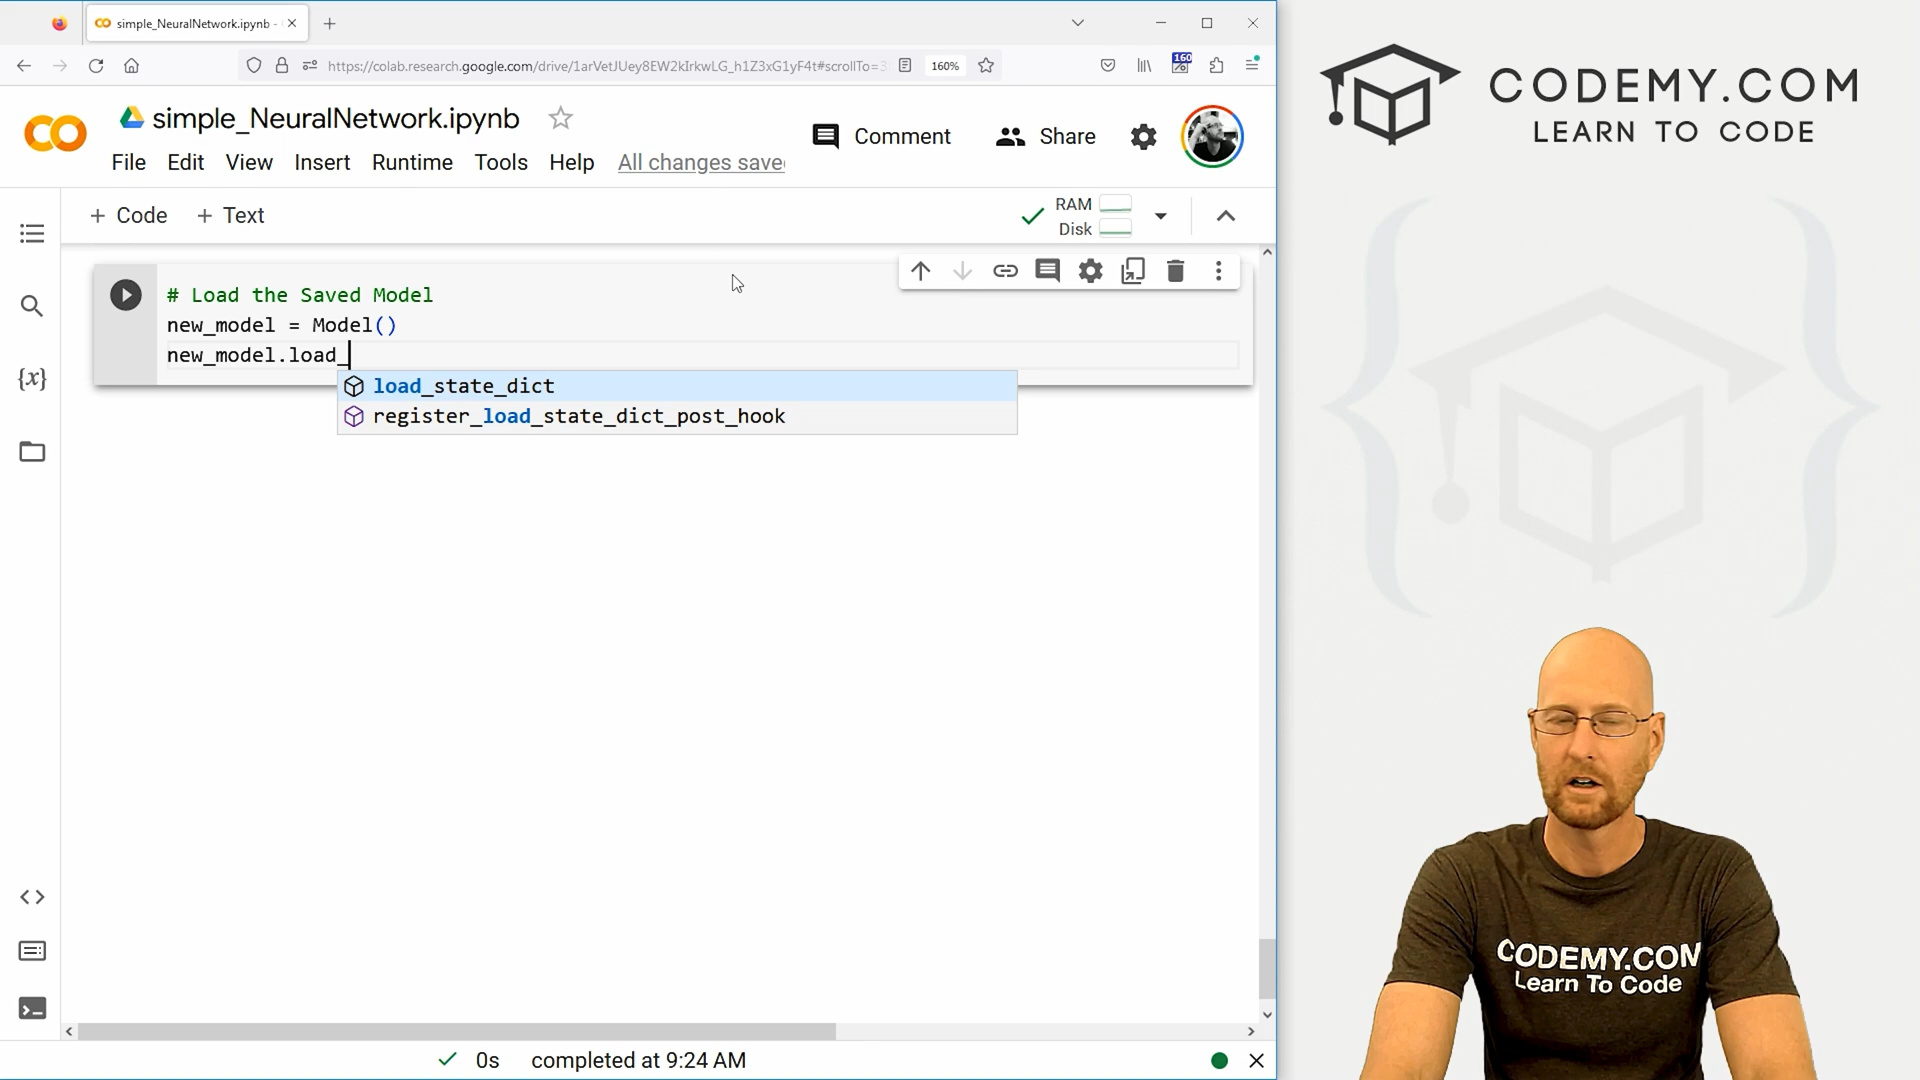 simple_NeuralNetwork.ipynb -
https://colab.research.google.com/drive/1arVetJUey8EW2kIrkwLG_h1Z3xG1yF4t#scrollTo=3
160%
160
simple_NeuralNetwork.ipynb
Comment
Share
File Edit View Insert Runtime Tools Help All changes save
+ Code + Text
RAM
Disk
# Load the Saved Model
new_model = Model()
new_model.load_
load_state_dict
register_load_state_dict_post_hook
{x}
0s completed at 9:24 AM
CODEMY.COM
LEARN TO CODE
CODEMY.COM
Learn To Code